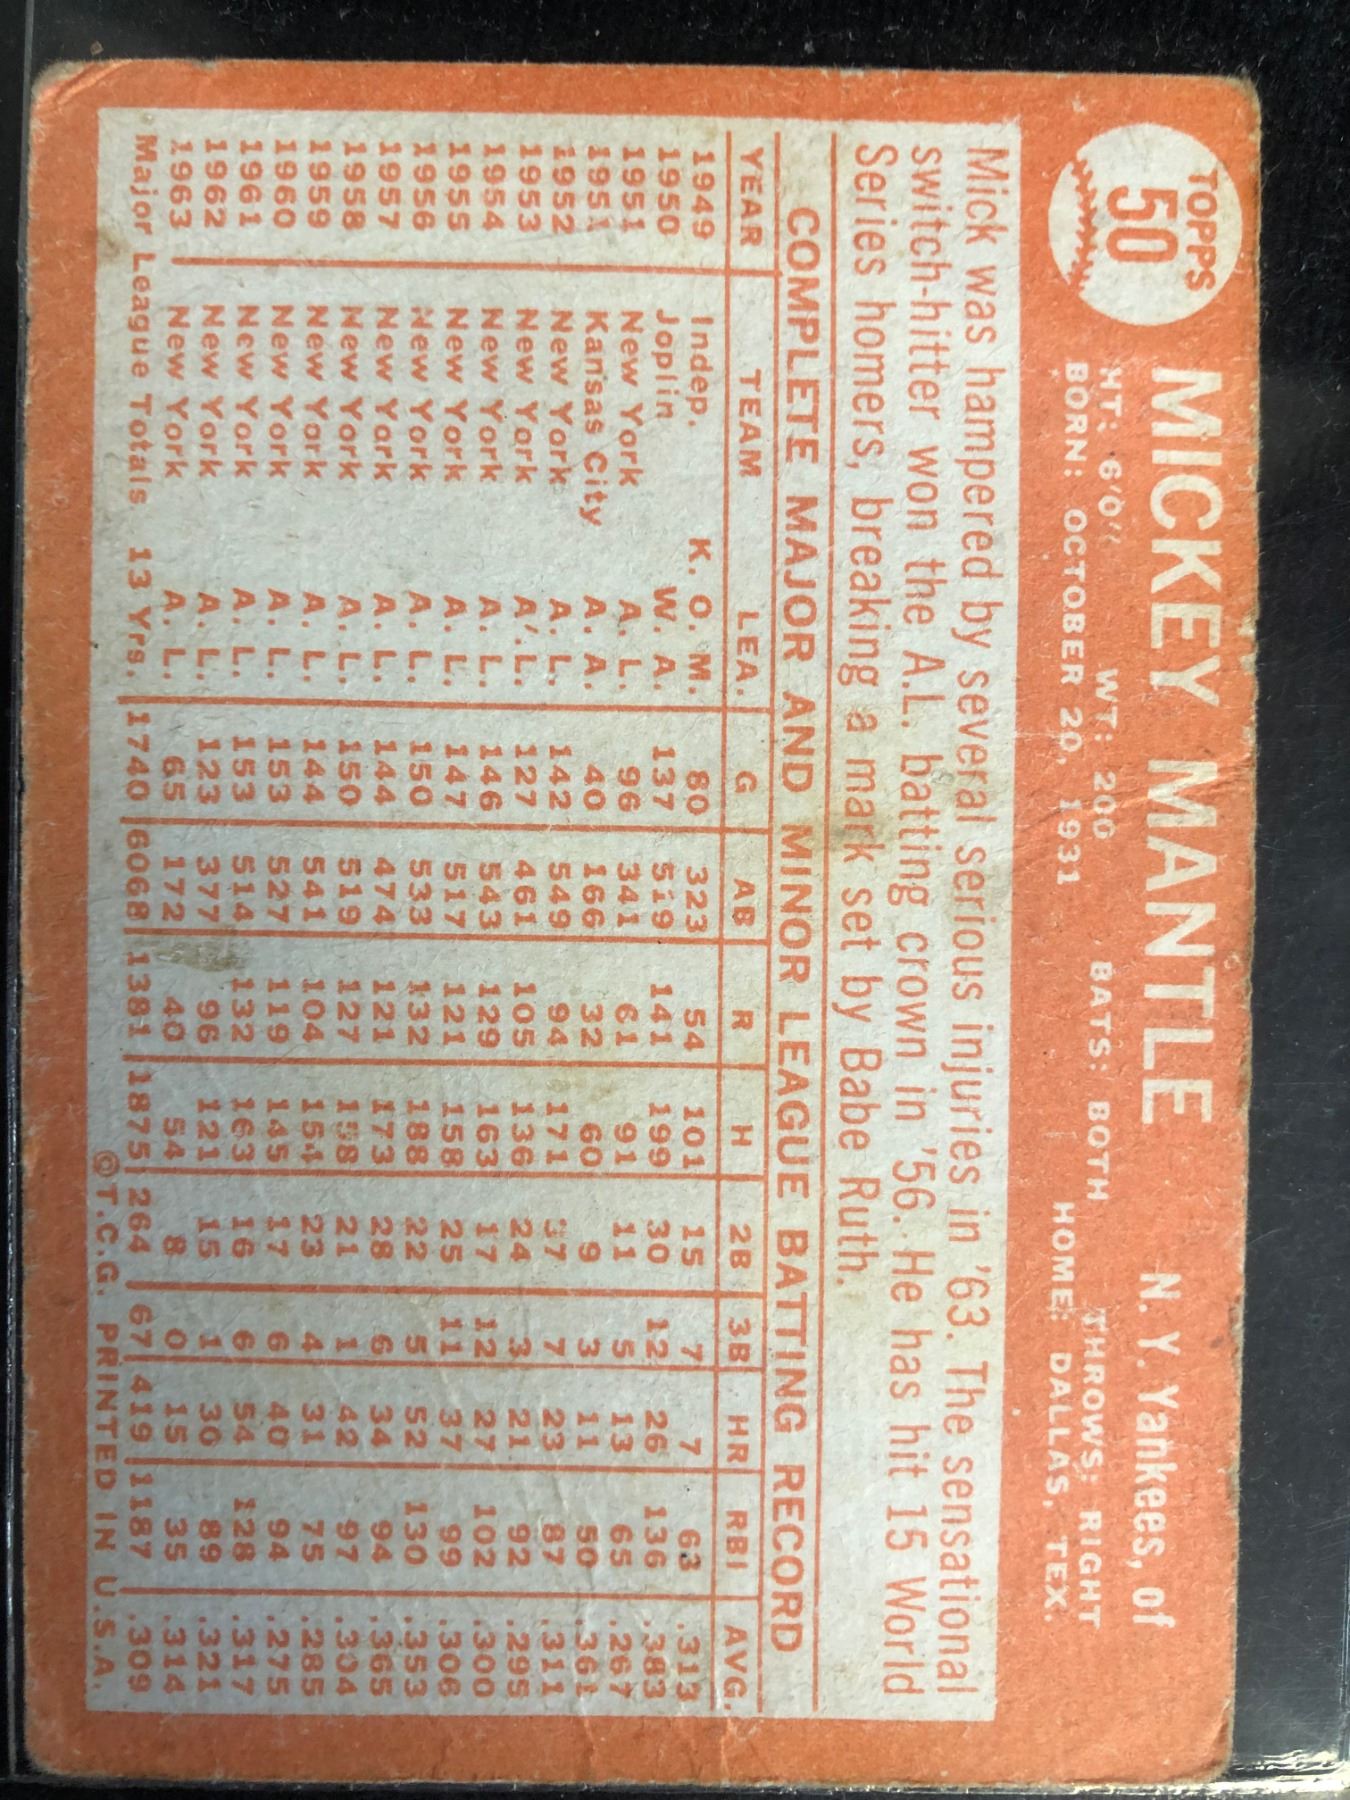 TOPPS
50
MICKEY MANTLE N. Y. Yankees, of
HT: 6'0" WT: 200 BATS: BOTH THROWS: RIGHT
BORN: OCTOBER 20, 1931 HOME: DALLAS, TEX.
Mick was hampered by several serious injuries in '63. The sensational
switch-hitter won the A.L. batting crown in '56. He has hit 15 World
Series homers, breaking a mark set by Babe Ruth.
COMPLETE MAJOR AND MINOR LEAGUE BATTING RECORD
YEAR TEAM LEA. G AB R H 2B 3B HR RBI AVG.
1949 Indep. K. O. M. 80 323 54 101 15 7 7 63 .313
1950 Joplin W. A. 137 519 141 199 30 12 26 136 .383
1951 New York A. L. 96 341 61 91 11 5 13 65 .267
1951 Kansas City A. A. 40 166 32 60 9 3 11 50 .361
1952 New York A. L. 142 549 94 171 37 7 23 87 .311
1953 New York A. L. 127 461 105 136 24 3 21 92 .295
1954 New York A. L. 146 543 129 163 17 12 27 102 .300
1955 New York A. L. 147 517 121 158 25 11 37 99 .306
1956 New York A. L. 150 533 132 188 22 5 52 130 .353
1957 New York A. L. 144 474 121 173 28 6 34 94 .365
1958 New York A. L. 150 519 127 158 21 1 42 97 .304
1959 New York A. L. 144 541 104 154 23 4 31 75 .285
1960 New York A. L. 153 527 119 145 17 6 40 94 .275
1961 New York A. L. 153 514 132 163 16 6 54 128 .317
1962 New York A. L. 123 377 96 121 15 1 30 89 .321
1963 New York A. L. 65 172 40 54 8 0 15 35 .314
Major League Totals 13 Yrs. 1740 6068 1381 1875 264 67 419 1187 .309
©T.C.G. PRINTED IN U.S.A.